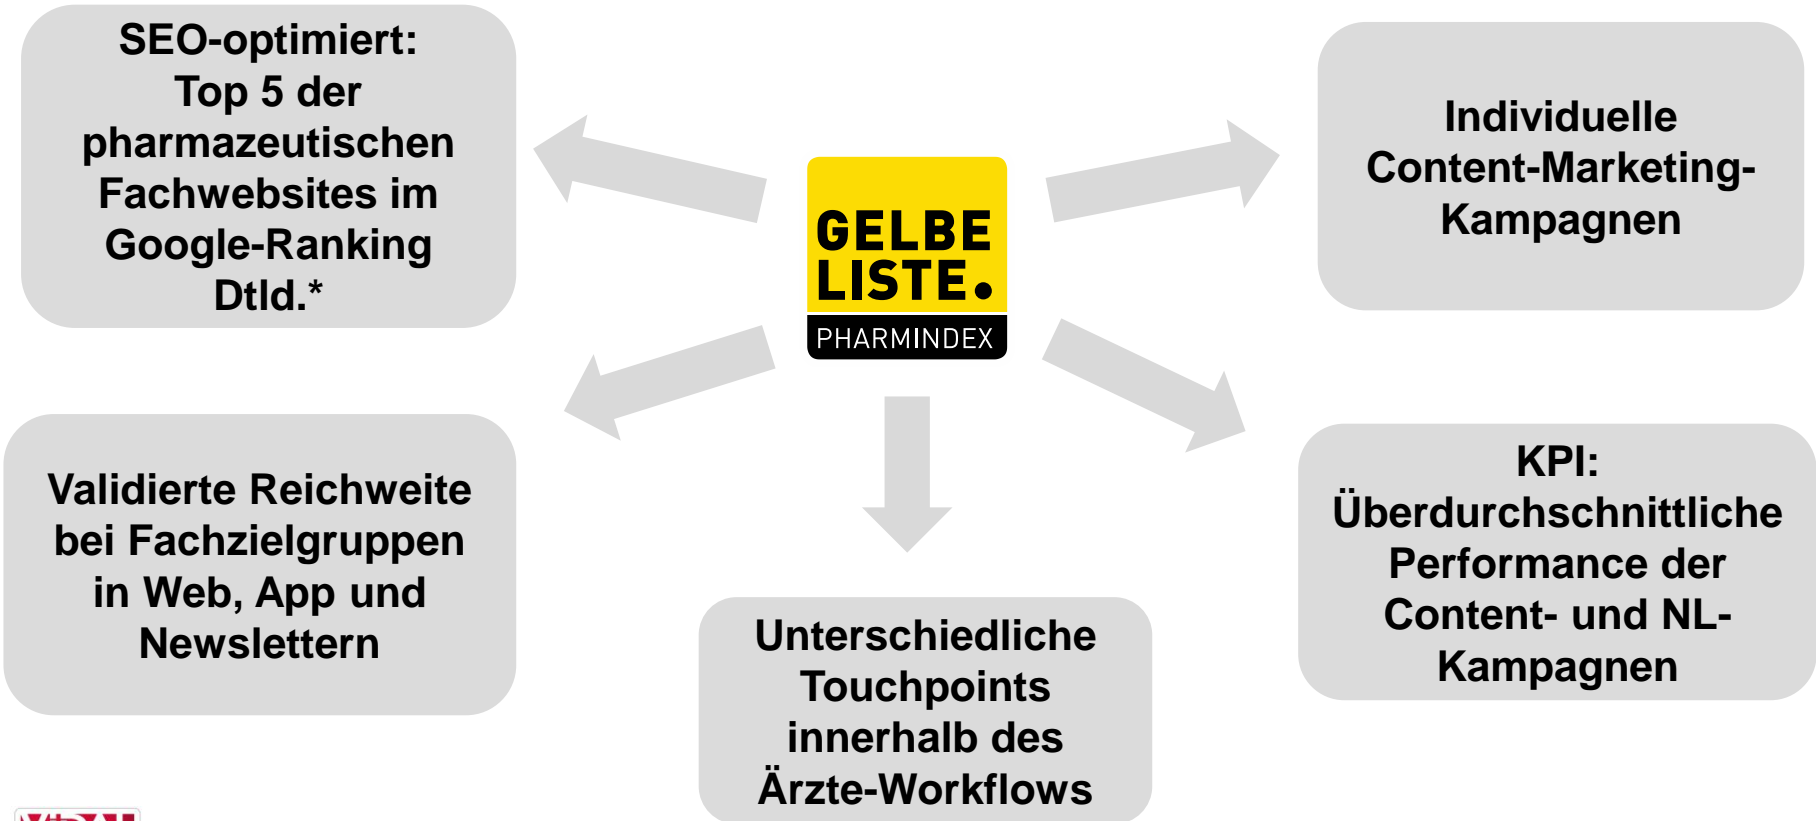 SEO-optimiert:
Top 5 der
pharmazeutischen
Fachwebsites im
Google-Ranking
Dtld.*
Individuelle
Content-Marketing-
Kampagnen
GELBE
LISTE.
PHARMINDEX
Validierte Reichweite
bei Fachzielgruppen
in Web, App und
Newslettern
KPI:
Überdurchschnittliche
Performance der
Content- und NL-
Kampagnen
Unterschiedliche
Touchpoints
innerhalb des
Ärzte-Workflows